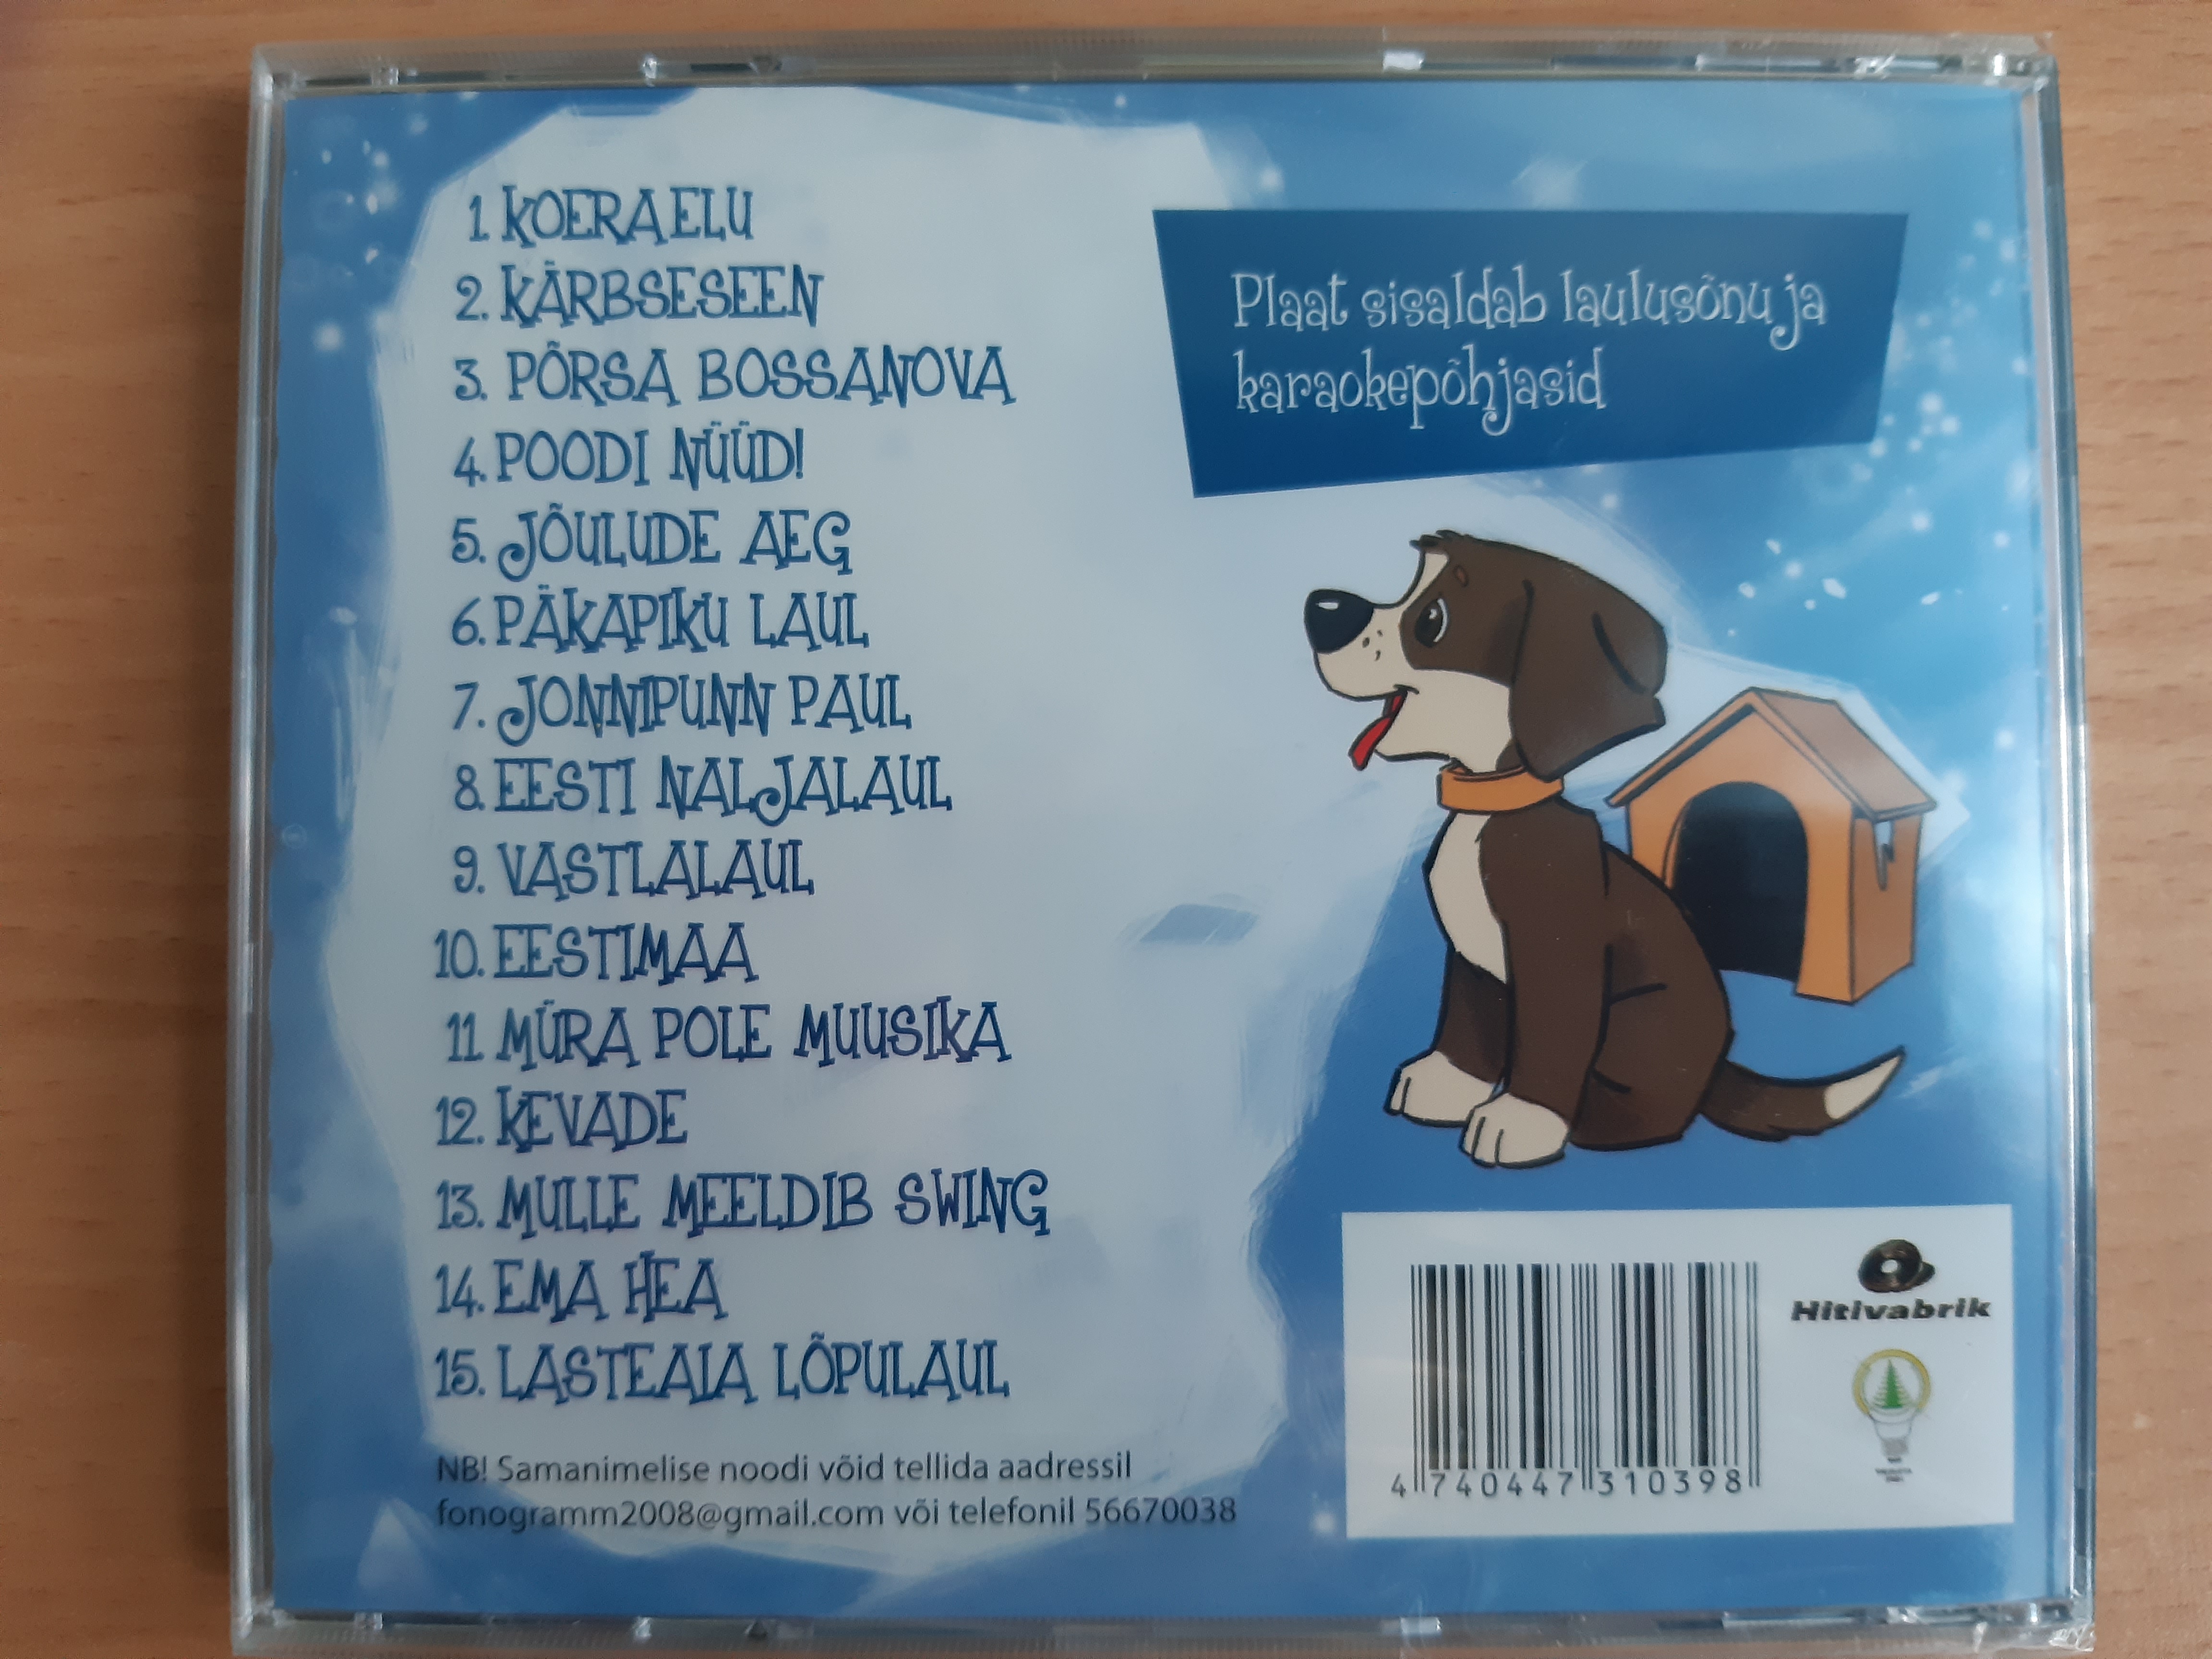 1. KOERAELU
2. KÄRBSESEEN
3. PÕRSA BOSSANOVA
4. POODI NÜÜD!
5. JÕULUDE AEG
6. PÄKAPIKU LAUL
7. JONNIPUNN PAUL
8. EESTI NALJALAUL
9. VASTLALAUL
10. EESTIMAA
11. MÜRA POLE MUUSIKA
12. KEVADE
13. MULLE MEELDIB SWING
14. EMA HEA
15. LASTEAIA LÕPULAUL
NB! Samanimelise noodi võid tellida aadressil
fonogramm2008@gmail.com või telefonil 56670038
Plaat sisaldab laulusõnu ja
karaokepõhjasid
Hitivabrik
4 740447 310398